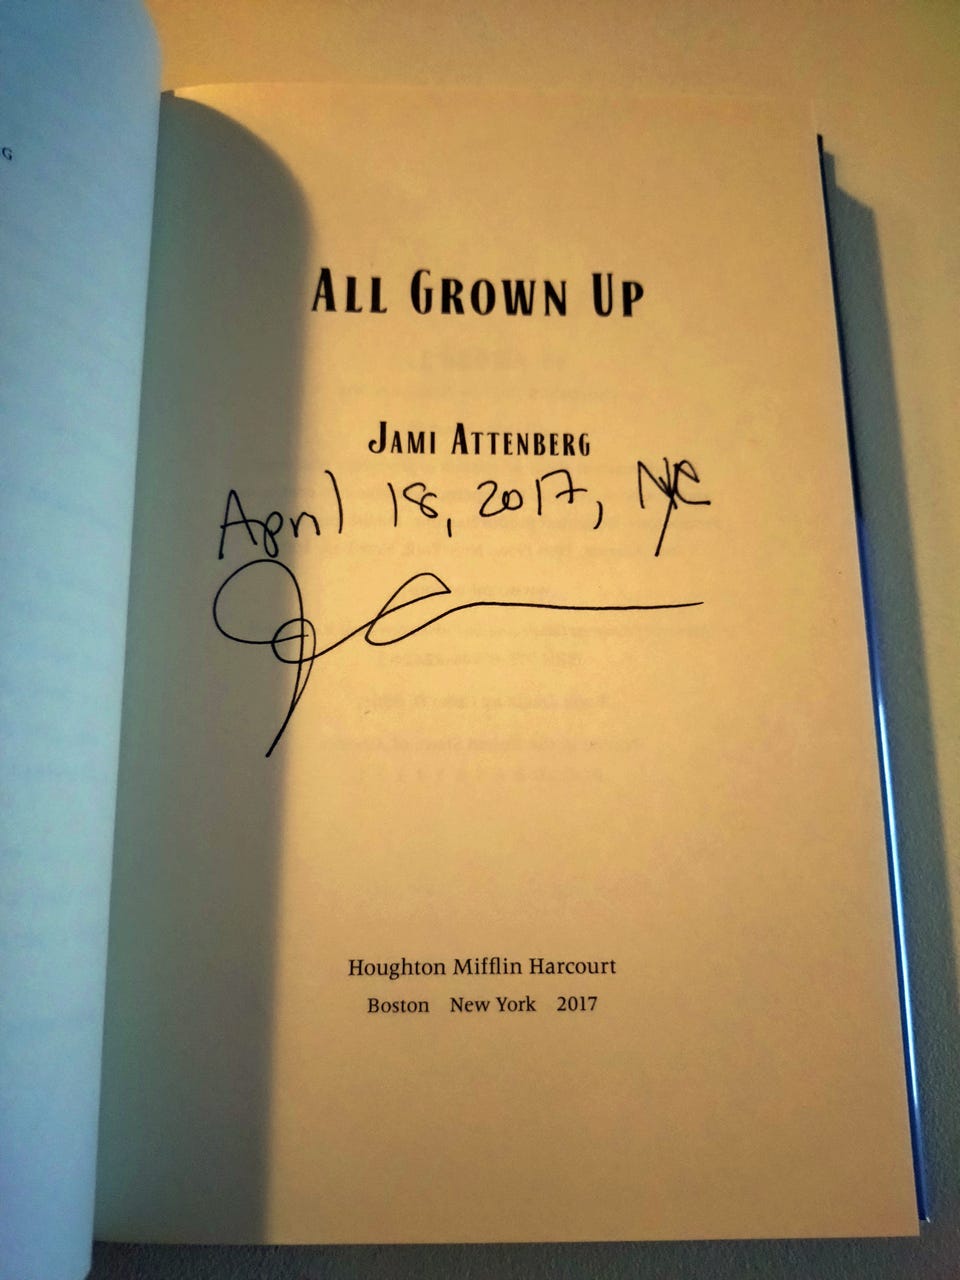 G
ALL GROWN UP
JAMI ATTENBERG
April 18, 2017, NYC
Houghton Mifflin Harcourt
Boston New York 2017